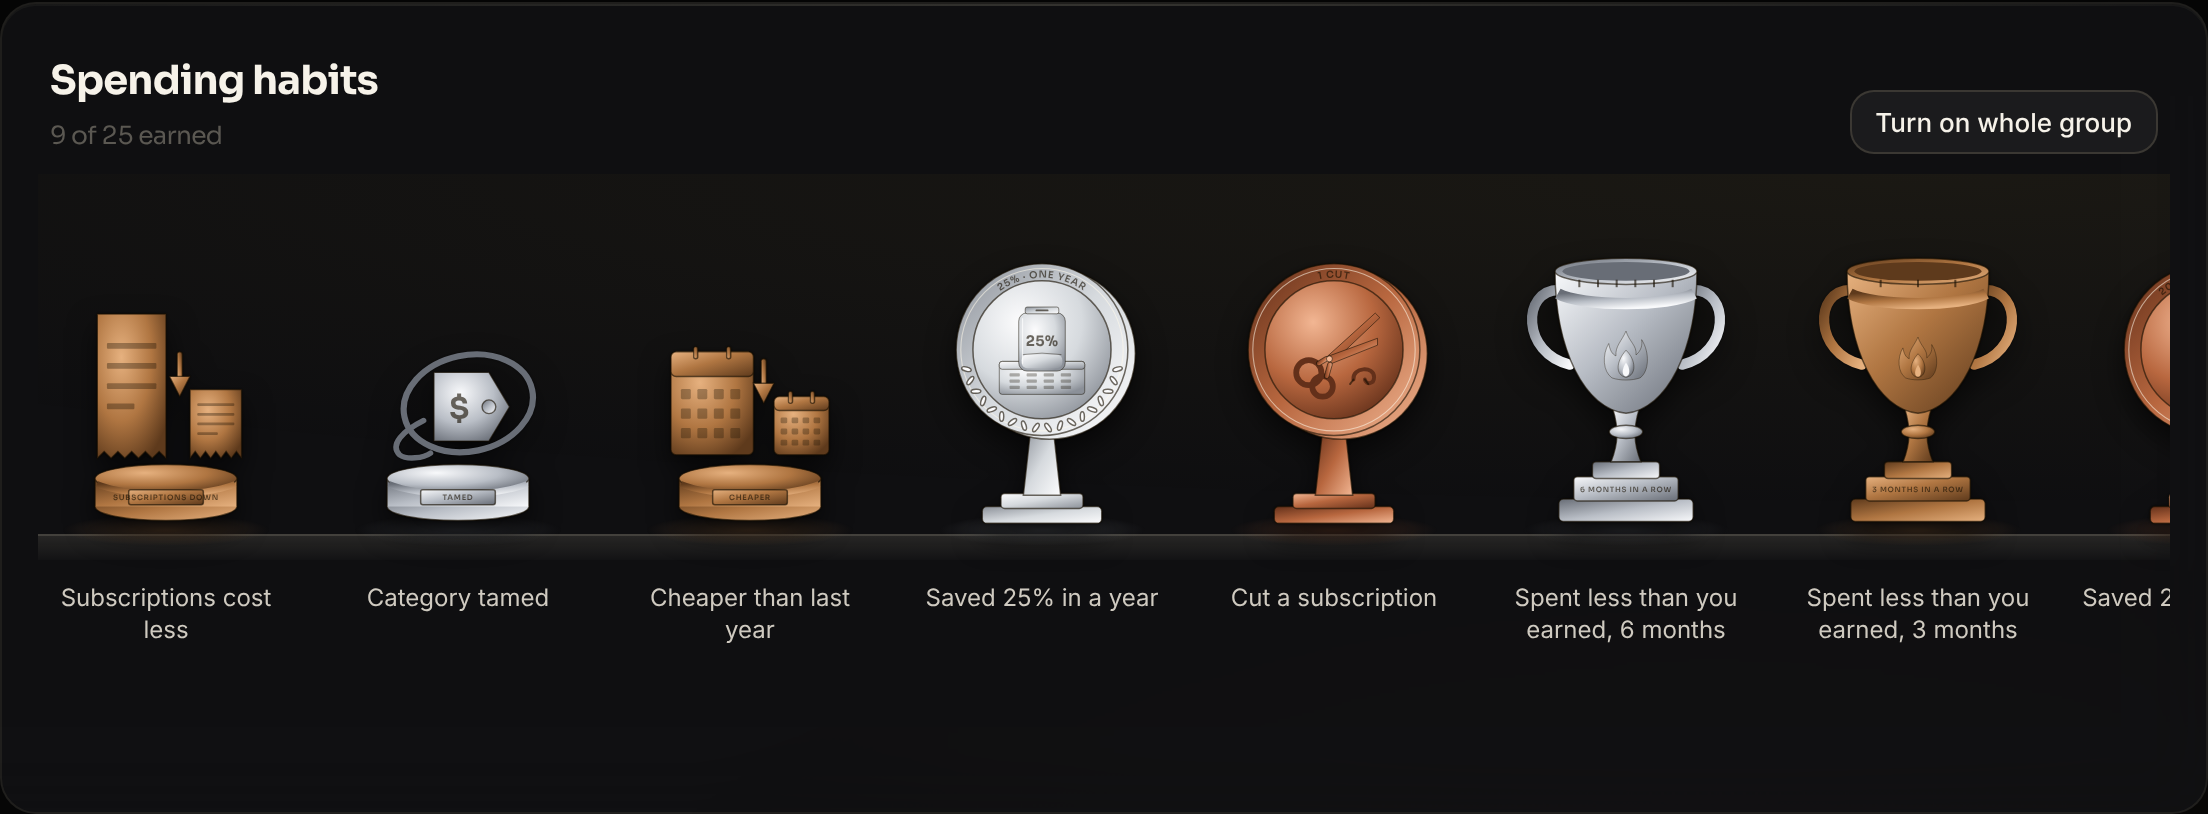 Spending habits
9 of 25 earned
Turn on whole group
25% · ONE YEAR
1 CUT
25%
$
SUBSCRIPTIONS DOWN
TAMED
CHEAPER
6 MONTHS IN A ROW
3 MONTHS IN A ROW
Subscriptions cost
less
Category tamed
Cheaper than last
year
Saved 25% in a year
Cut a subscription
Spent less than you
earned, 6 months
Spent less than you
earned, 3 months
Saved 2